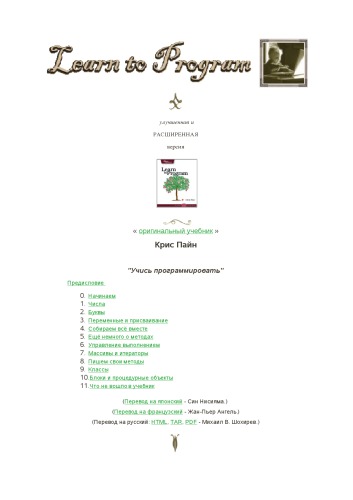 Learn to Program
улучшенная и
РАСШИРЕННАЯ
версия
Learn
to Program
« оригинальный учебник »
Крис Пайн
"Учись программировать"
Предисловие
0. Начинаем
1. Числа
2. Буквы
3. Переменные и присваивание
4. Собираем всё вместе
5. Ещё немного о методах
6. Управление выполнением
7. Массивы и итераторы
8. Пишем свои методы
9. Классы
10.Блоки и процедурные объекты
11.Что не вошло в учебник
(Перевод на японский - Син Нисияма.)
(Перевод на французский - Жан-Пьер Ангель.)
(Перевод на русский: HTML, TAR, PDF - Михаил В. Шохирев.)